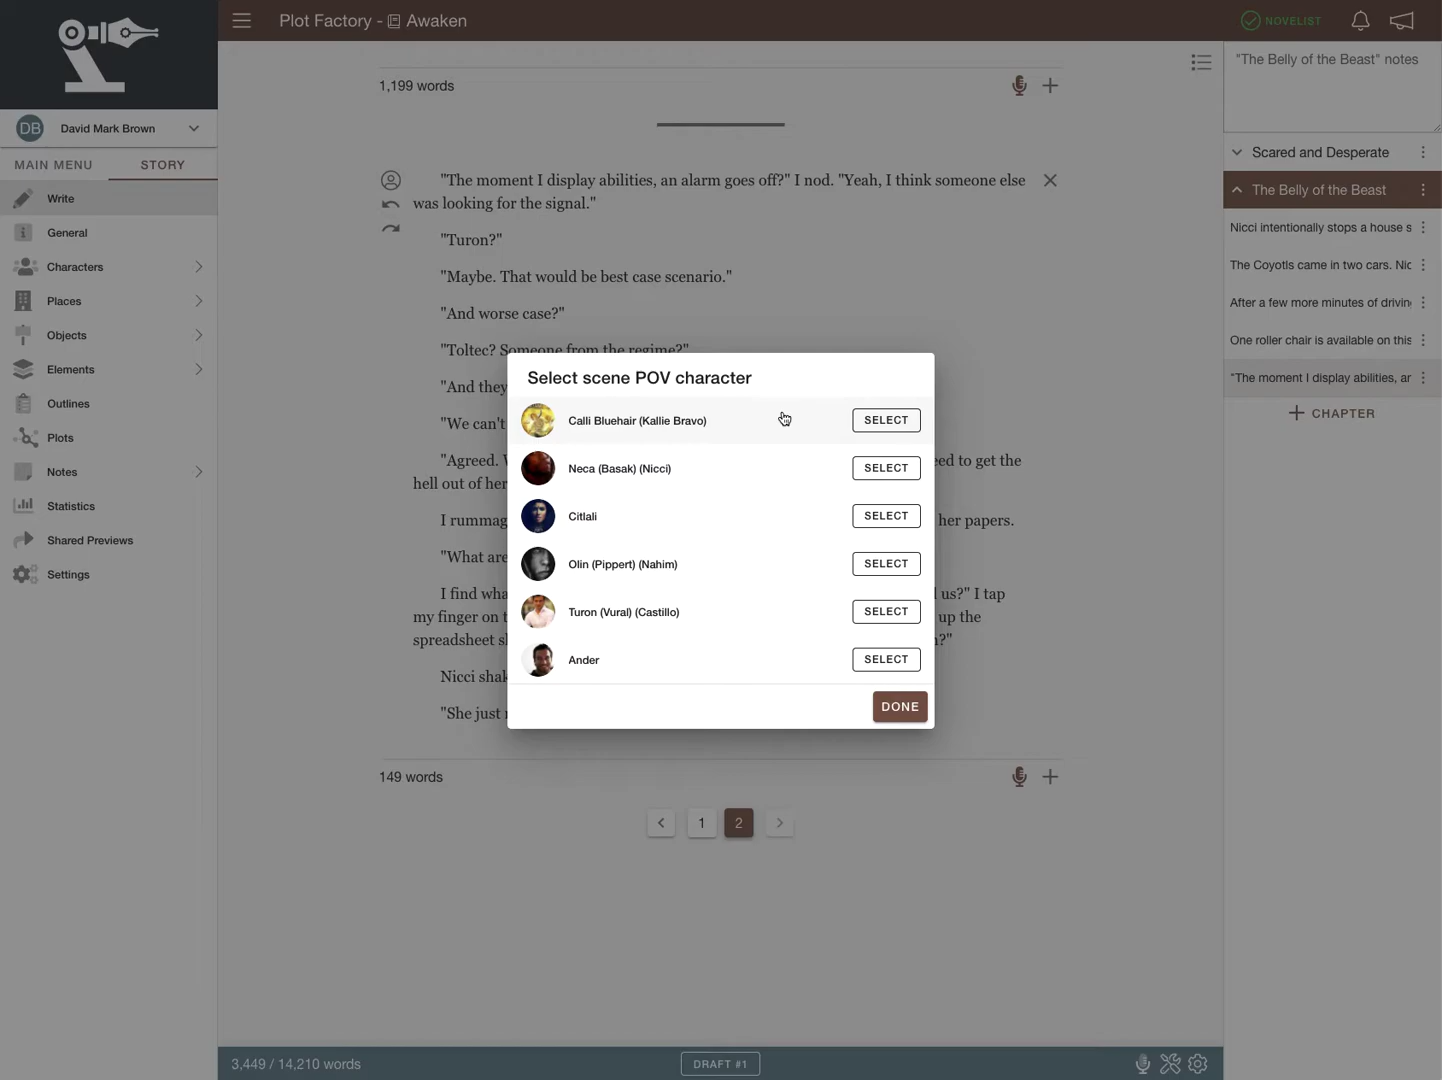 Plot Factory - Awaken
NOVELIST
DB
David Mark Brown
MAIN MENU
STORY
Write
General
Characters
Places
Objects
Elements
Outlines
Plots
Notes
Statistics
Shared Previews
Settings
1,199 words
"The moment I display abilities, an alarm goes off?" I nod. "Yeah, I think someone else
was looking for the signal."
"Turon?"
"Maybe. That would be best case scenario."
"And worse case?"
"Toltec? Someone from the regime?"
"And they
"We can't
"Agreed. eed to get the
hell out of her
I rummag her papers.
"What are
I find wha d us?" I tap
my finger on t up the
spreadsheet s n?"
Nicci shak
"She just
149 words
1
2
Select scene POV character
Calli Bluehair (Kallie Bravo)
SELECT
Neca (Basak) (Nicci)
SELECT
Citlali
SELECT
Olin (Pippert) (Nahim)
SELECT
Turon (Vural) (Castillo)
SELECT
Ander
SELECT
DONE
"The Belly of the Beast" notes
Scared and Desperate
The Belly of the Beast
Nicci intentionally stops a house s
The Coyotls came in two cars. Nic
After a few more minutes of drivin
One roller chair is available on this
"The moment I display abilities, ar
CHAPTER
3,449 / 14,210 words
DRAFT #1